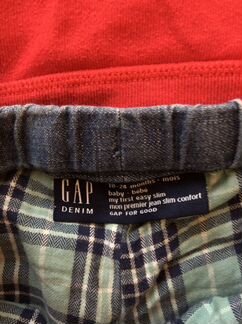 GAP
DENIM
18-24 months - mois
baby - bébé
my first easy slim
mon premier jean slim confort
GAP FOR GOOD